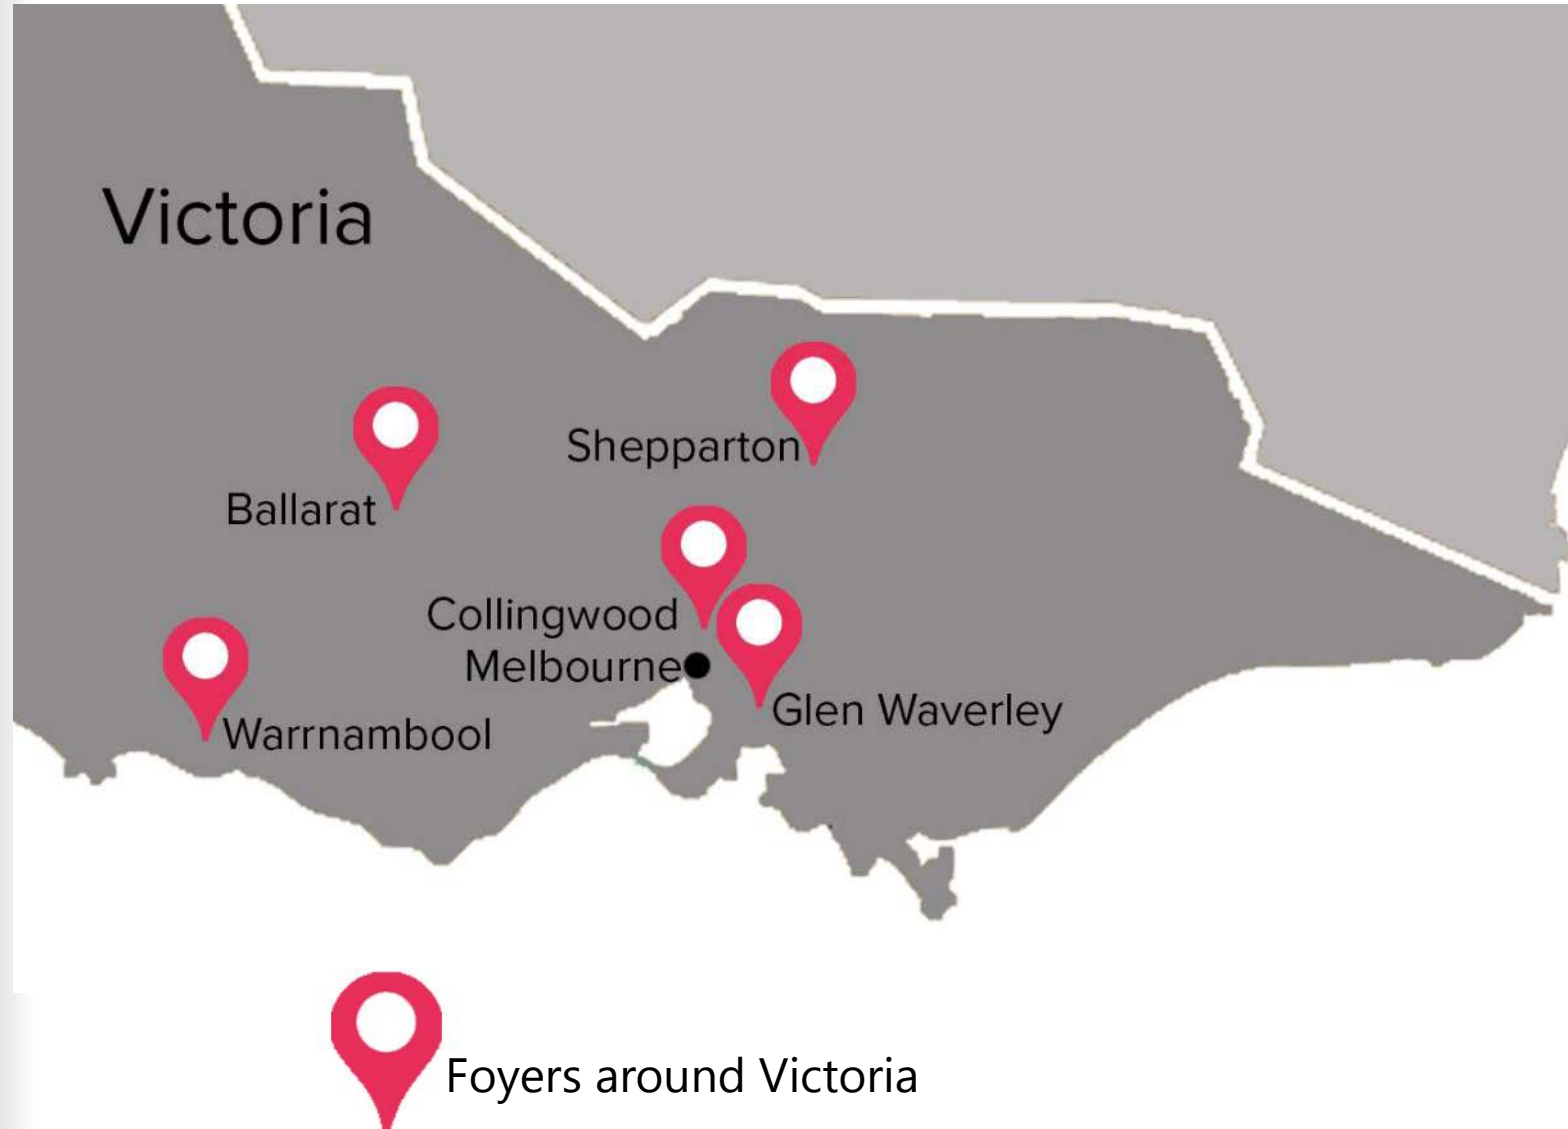 Victoria
Shepparton
Ballarat
Collingwood
Melbourne
Glen Waverley
Warrnambool
Foyers around Victoria